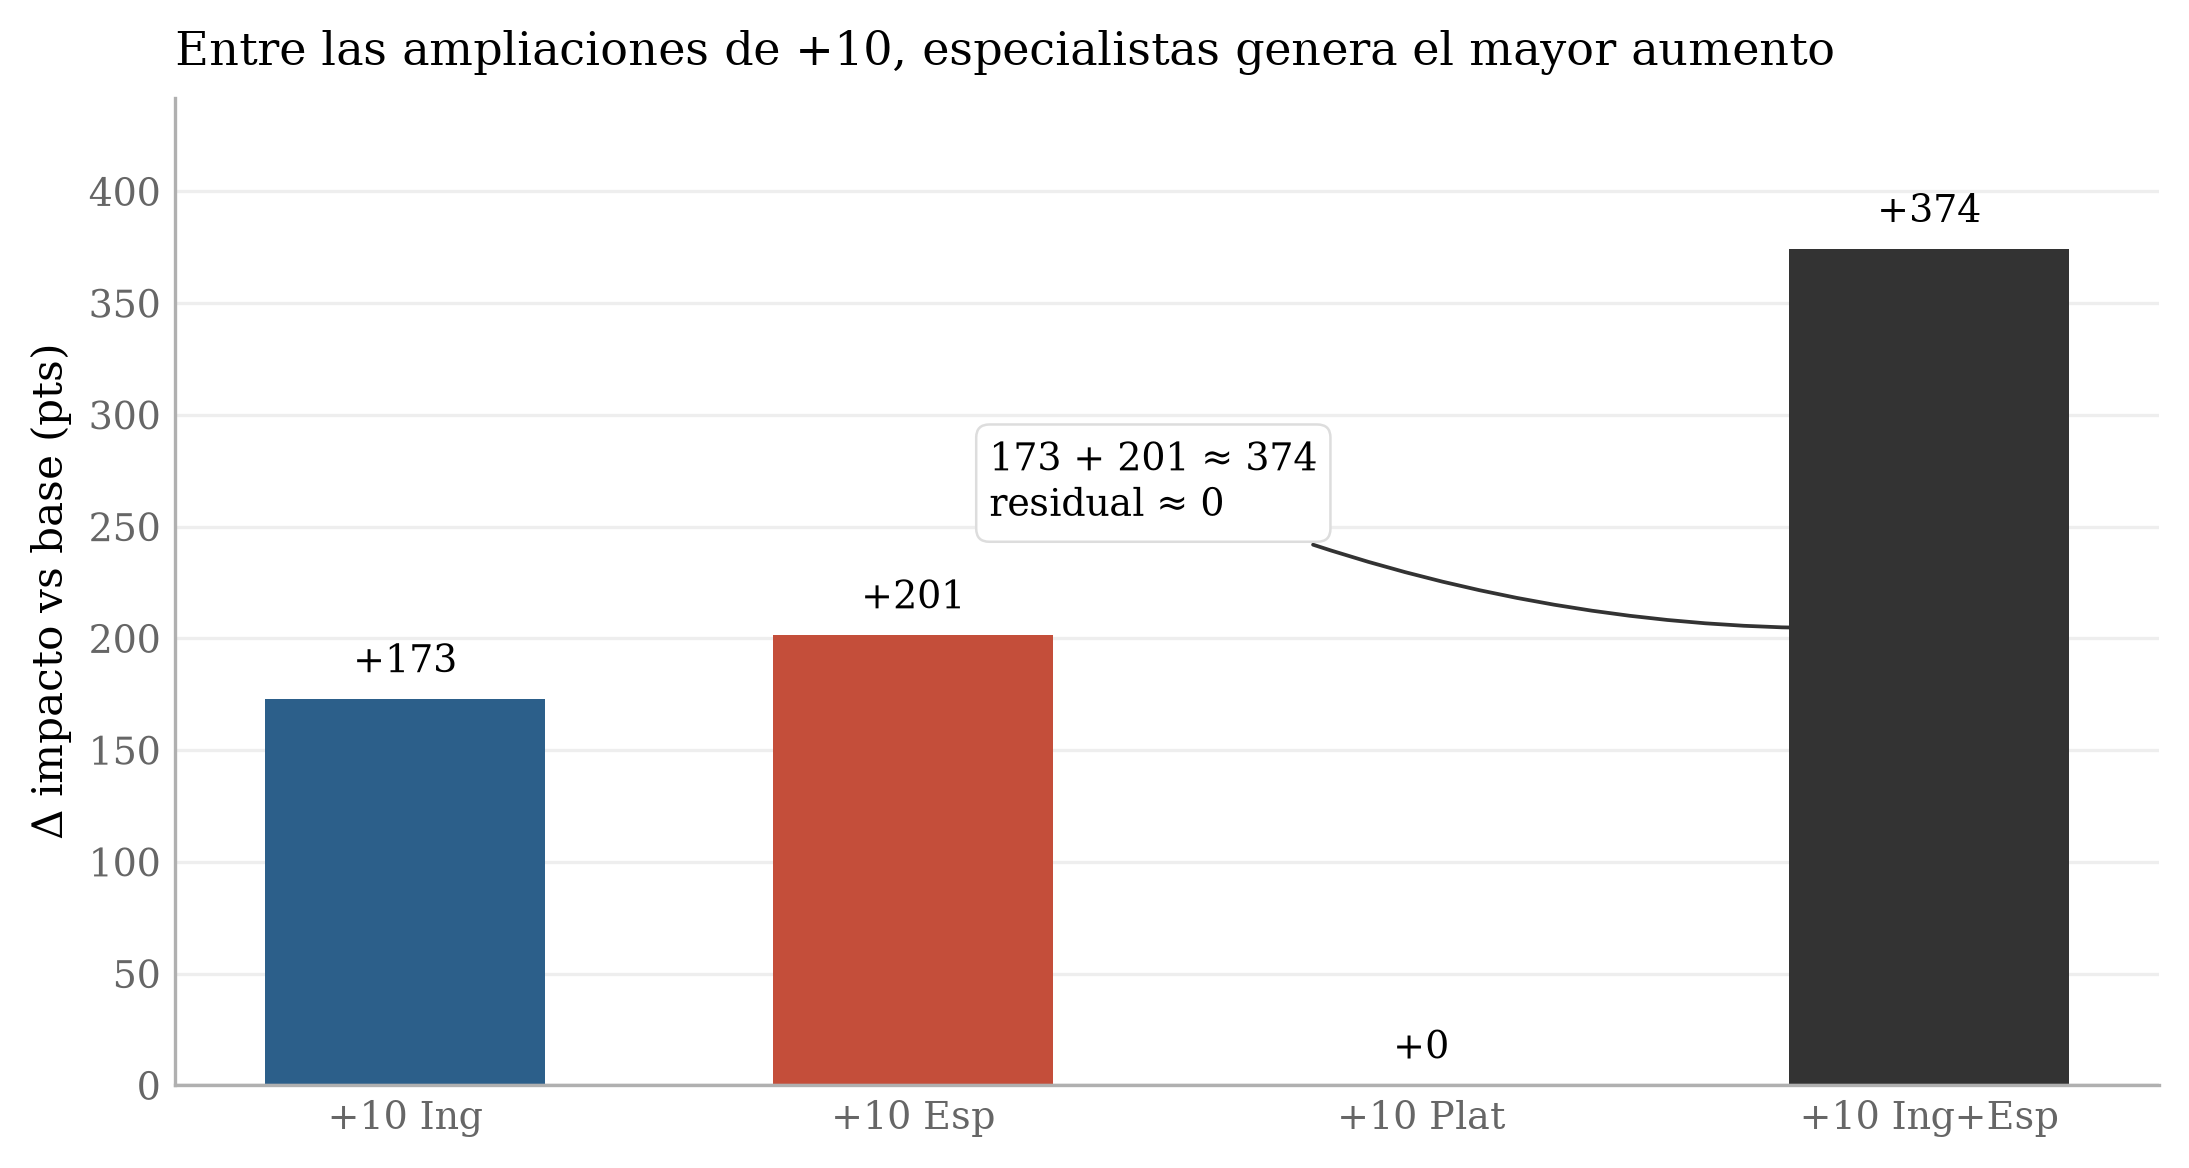 Entre las ampliaciones de +10, especialistas genera el mayor aumento
Δ impacto vs base (pts)
400
350
300
250
200
150
100
50
0
+173
+201
+0
+374
173 + 201 ≈ 374
residual ≈ 0
+10 Ing
+10 Esp
+10 Plat
+10 Ing+Esp